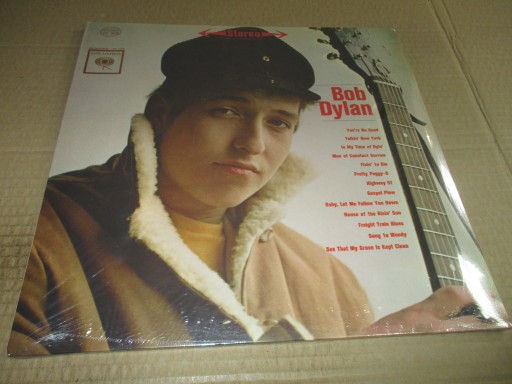 Stereo
Bob
Dylan
You're No Good
Talkin' New York
In My Time of Dyin'
Man of Constant Sorrow
Fixin' to Die
Pretty Peggy-O
Highway 51
Gospel Plow
Baby, Let Me Follow You Down
House of the Risin' Sun
Freight Train Blues
Song to Woody
See That My Grave Is Kept Clean